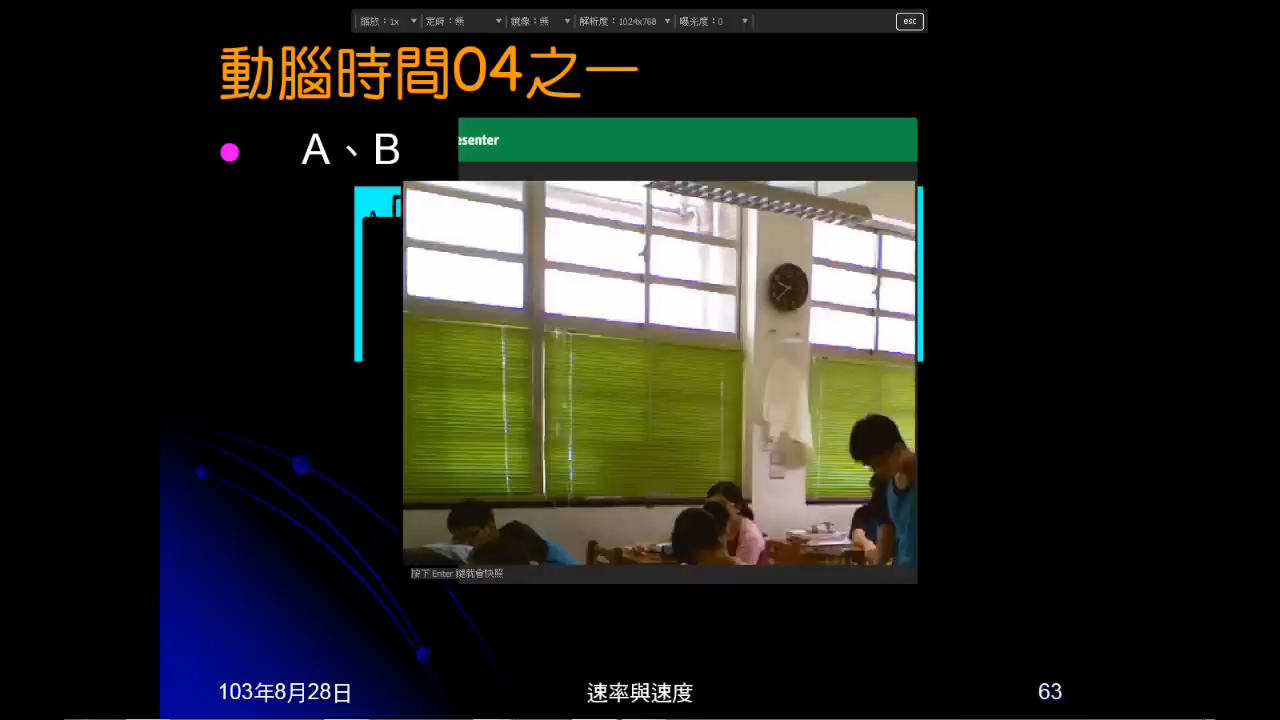 縮放：1x 定時：無 鏡像：無 解析度：1024x768 曝光度：0 esc
動腦時間04之一
A、B
esenter
按下 Enter 鍵就會快照
103年8月28日 速率與速度 63